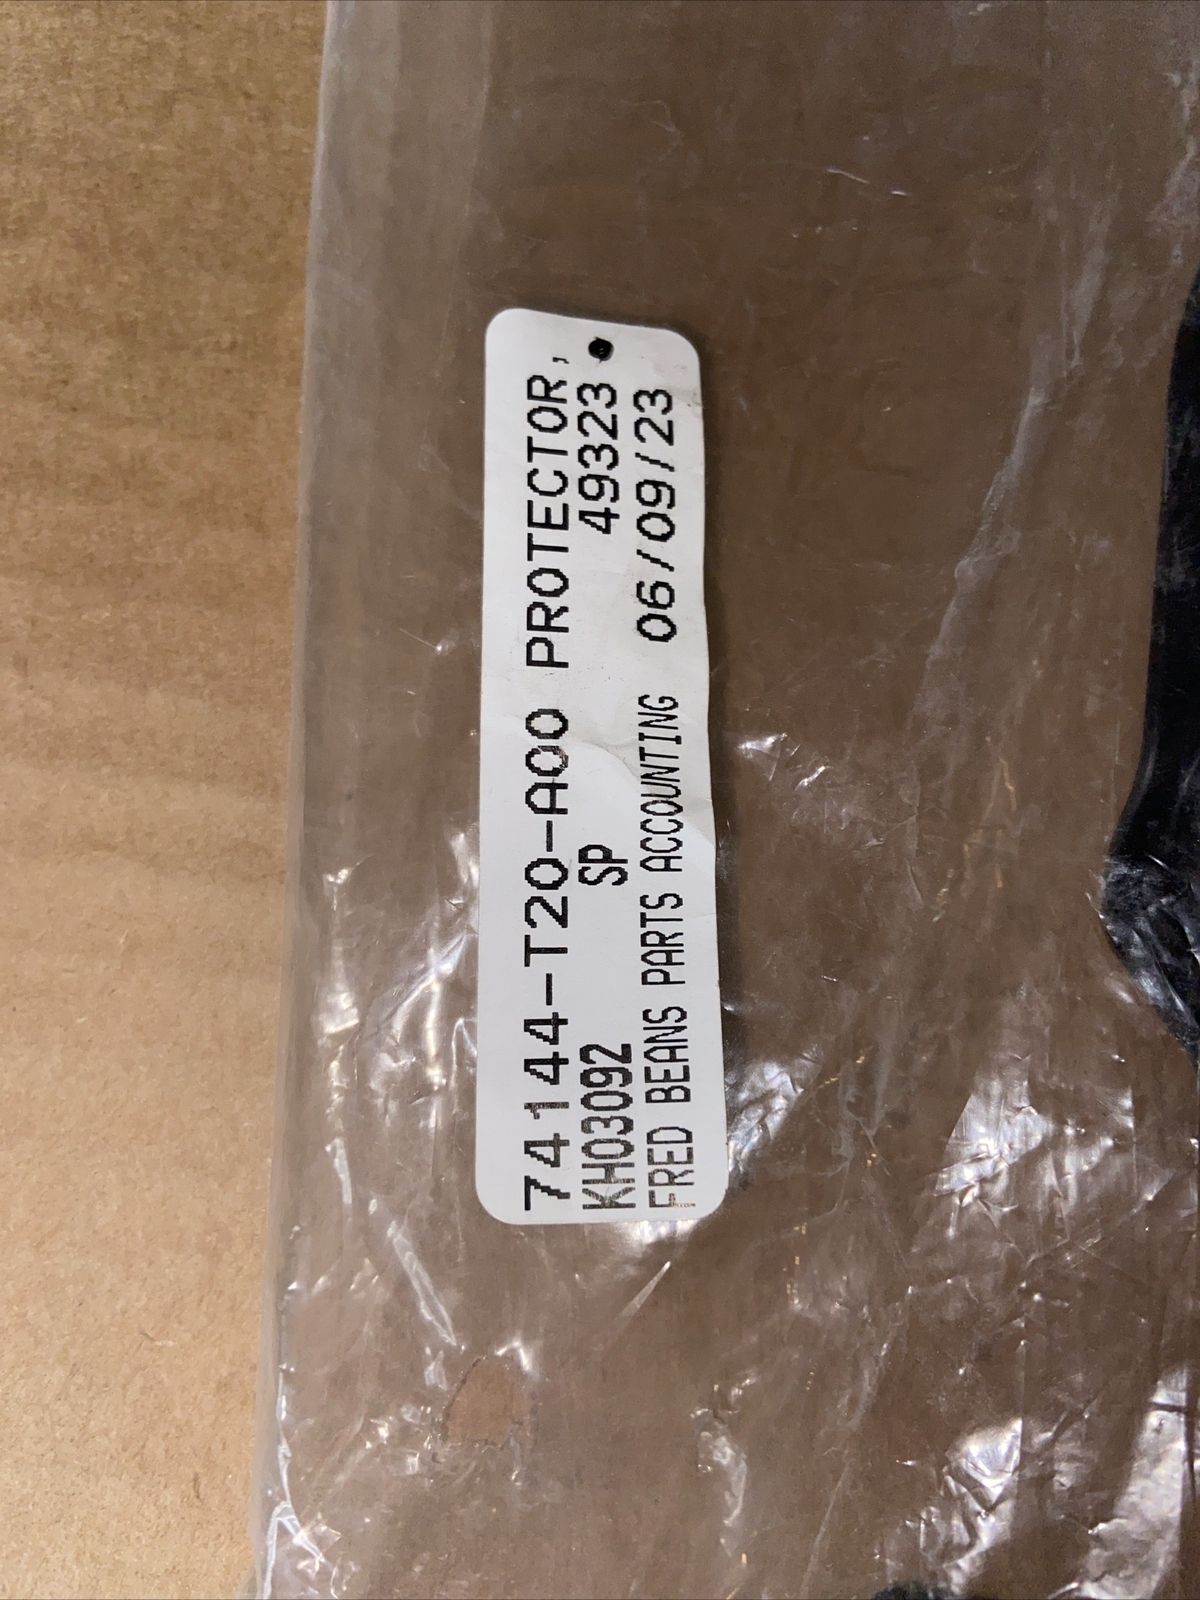 74144-T20-A00 PROTECTOR,
KH03092 SP 49323
FRED BEANS PARTS ACCOUNTING 06/09/23